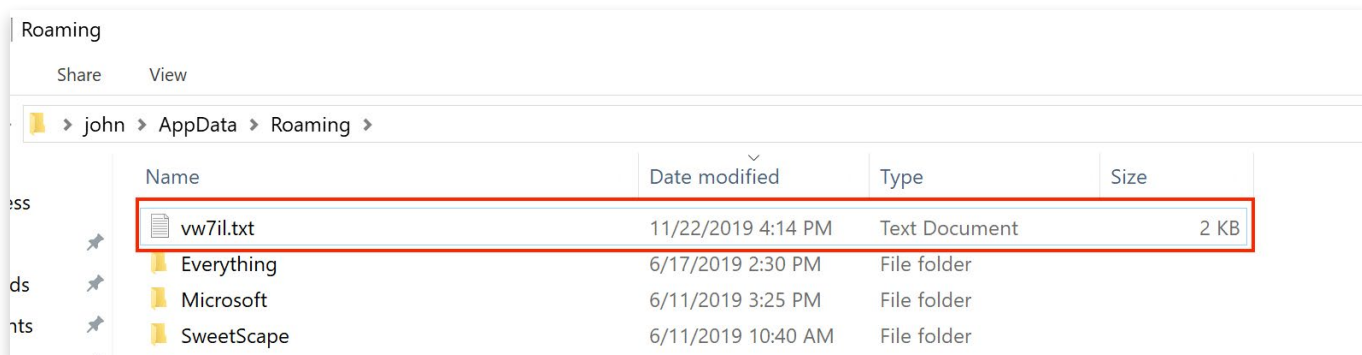 Roaming
Share View
john AppData Roaming
Name Date modified Type Size
ess
vw7il.txt 11/22/2019 4:14 PM Text Document 2 KB
Everything 6/17/2019 2:30 PM File folder
ds
Microsoft 6/11/2019 3:25 PM File folder
nts
SweetScape 6/11/2019 10:40 AM File folder